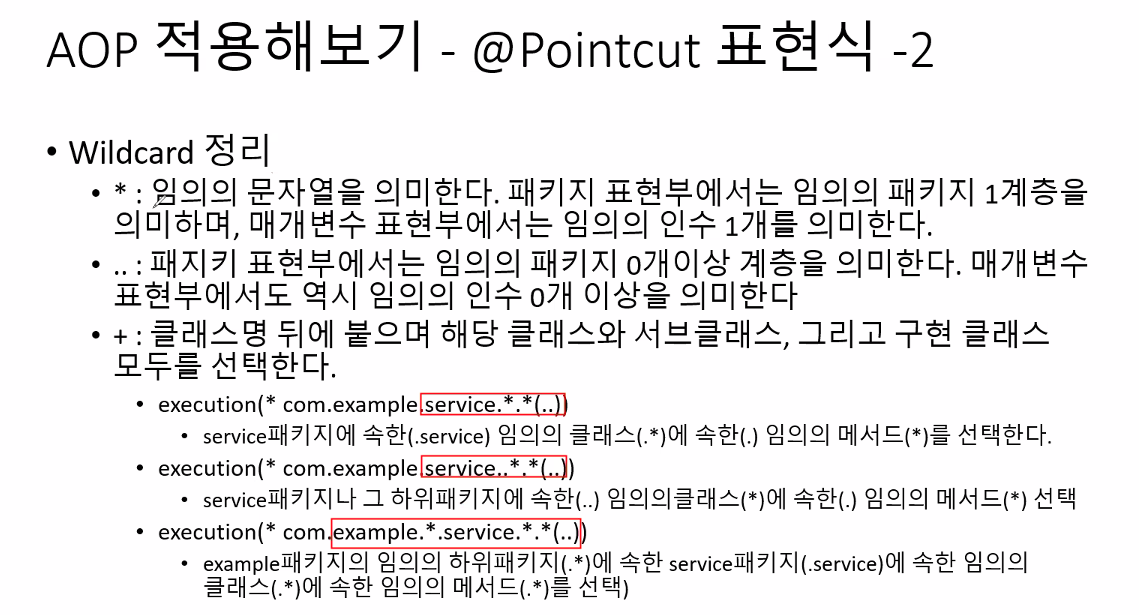 AOP 적용해보기 - @Pointcut 표현식 -2
• Wildcard 정리
• * : 임의의 문자열을 의미한다. 패키지 표현부에서는 임의의 패키지 1계층을
의미하며, 매개변수 표현부에서는 임의의 인수 1개를 의미한다.
• .. : 패지키 표현부에서는 임의의 패키지 0개이상 계층을 의미한다. 매개변수
표현부에서도 역시 임의의 인수 0개 이상을 의미한다
• + : 클래스명 뒤에 붙으며 해당 클래스와 서브클래스, 그리고 구현 클래스
모두를 선택한다.
• execution(* com.example.service.*.*(..))
• service패키지에 속한(.service) 임의의 클래스(.*)에 속한(.) 임의의 메서드(*)를 선택한다.
• execution(* com.example.service..*.*(..))
• service패키지나 그 하위패키지에 속한(..) 임의의클래스(*)에 속한(.) 임의의 메서드(*) 선택
• execution(* com.example.*.service.*.*(..))
• example패키지의 임의의 하위패키지(.*)에 속한 service패키지(.service)에 속한 임의의
클래스(.*)에 속한 임의의 메서드(.*)를 선택)